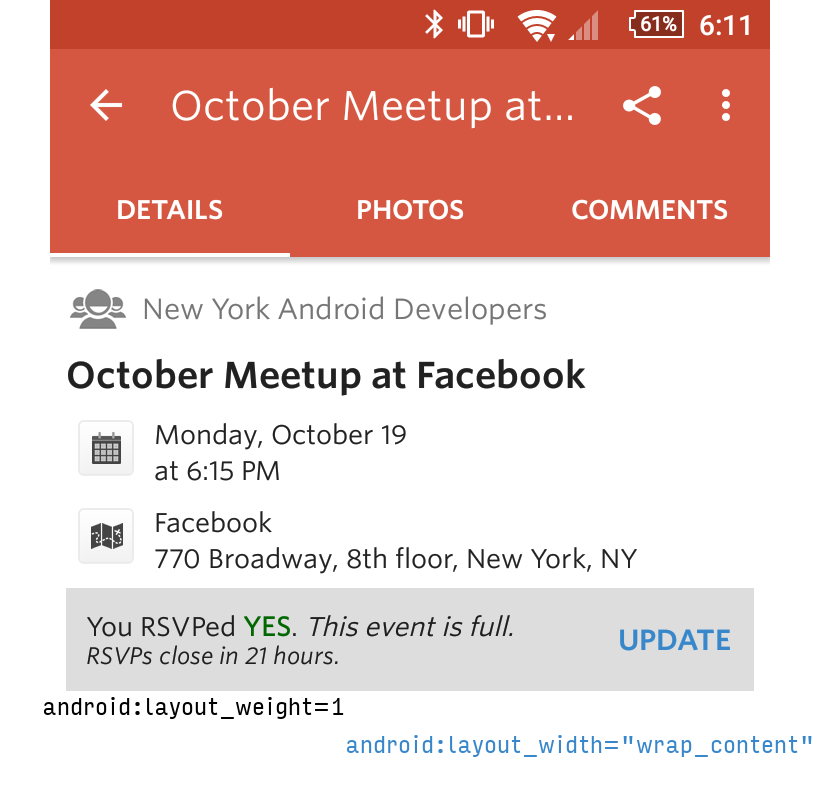 61% 6:11
October Meetup at...
DETAILS PHOTOS COMMENTS
New York Android Developers
October Meetup at Facebook
Monday, October 19
at 6:15 PM
Facebook
770 Broadway, 8th floor, New York, NY
You RSVPed YES. This event is full.
RSVPs close in 21 hours.
UPDATE
android:layout_weight=1
android:layout_width="wrap_content"